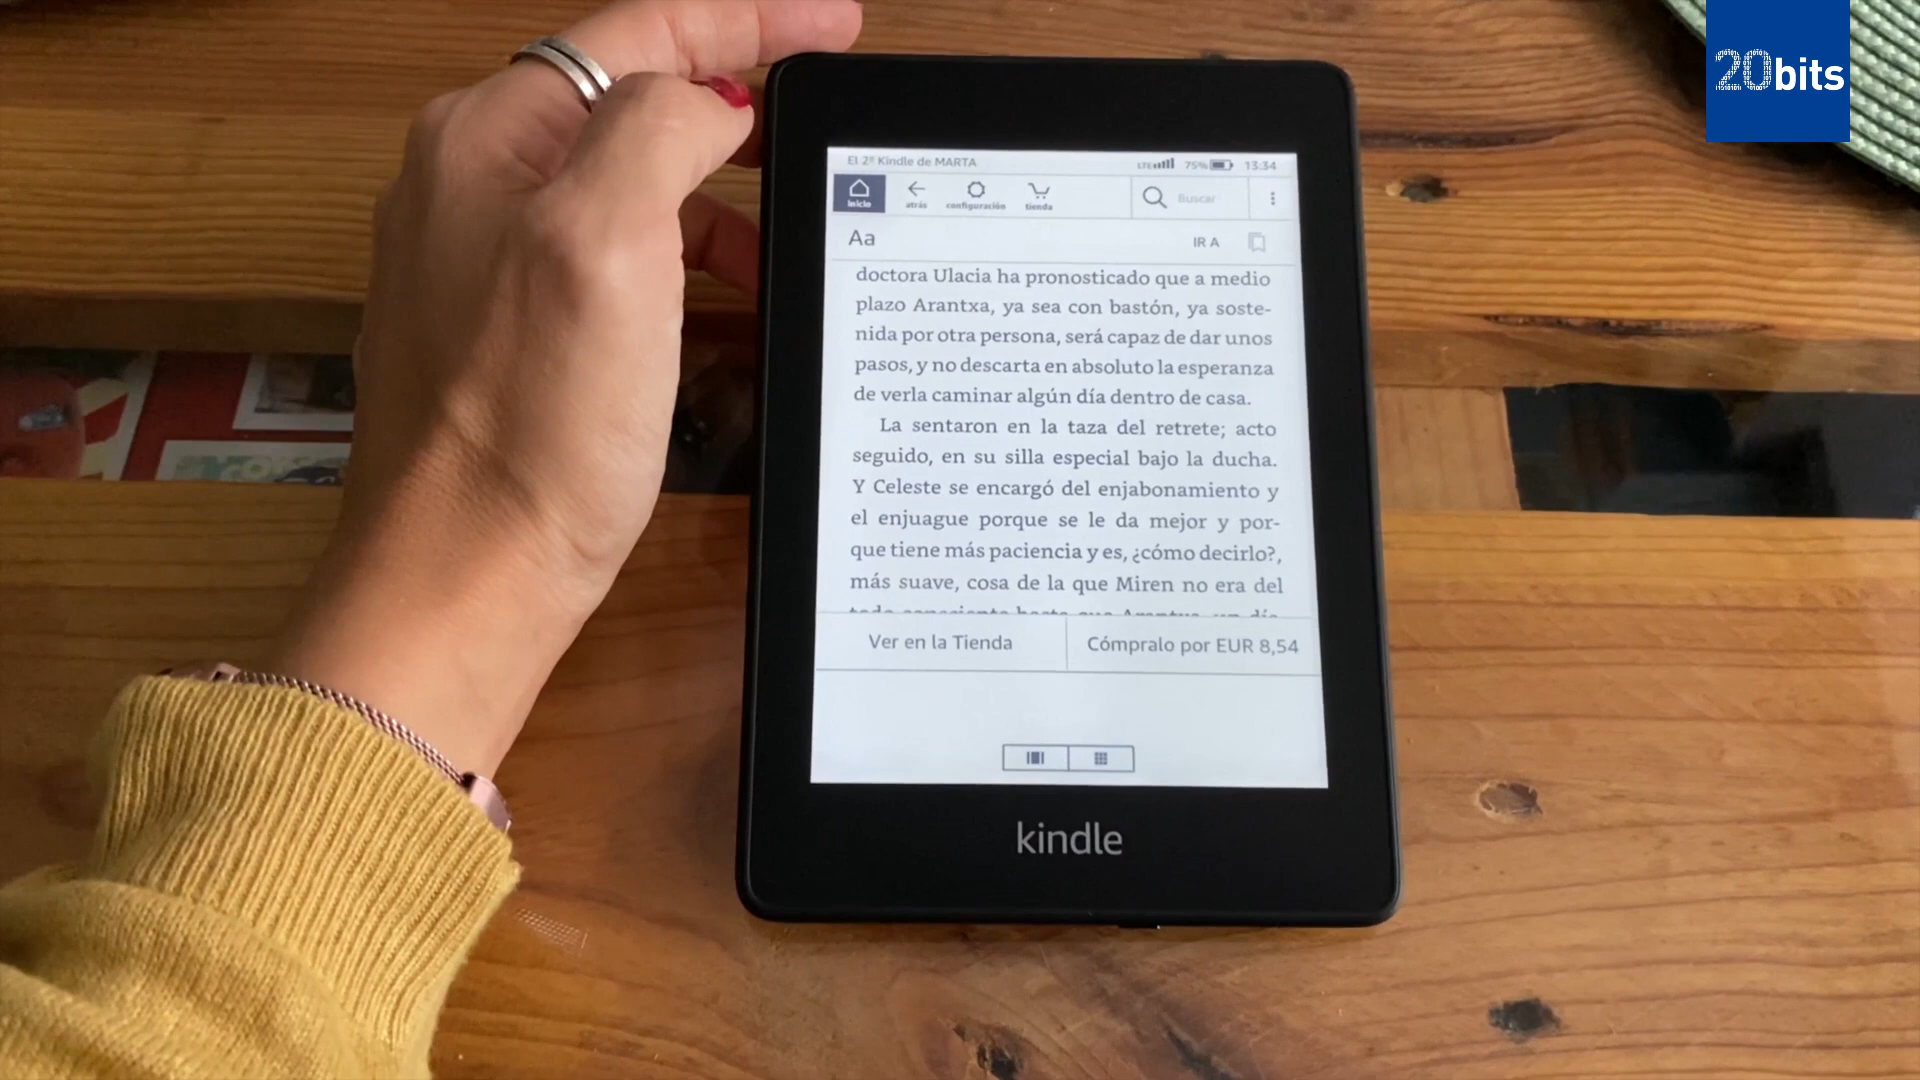 20bits
El 2º Kindle de MARTA
LTE 75% 13:34
Inicio atrás configuración tienda Buscar
Aa IR A
doctora Ulacia ha pronosticado que a medio
plazo Arantxa, ya sea con bastón, ya soste-
nida por otra persona, será capaz de dar unos
pasos, y no descarta en absoluto la esperanza
de verla caminar algún día dentro de casa.
La sentaron en la taza del retrete; acto
seguido, en su silla especial bajo la ducha.
Y Celeste se encargó del enjabonamiento y
el enjuague porque se le da mejor y por-
que tiene más paciencia y es, ¿cómo decirlo?,
más suave, cosa de la que Miren no era del
Ver en la Tienda Cómpralo por EUR 8,54
kindle